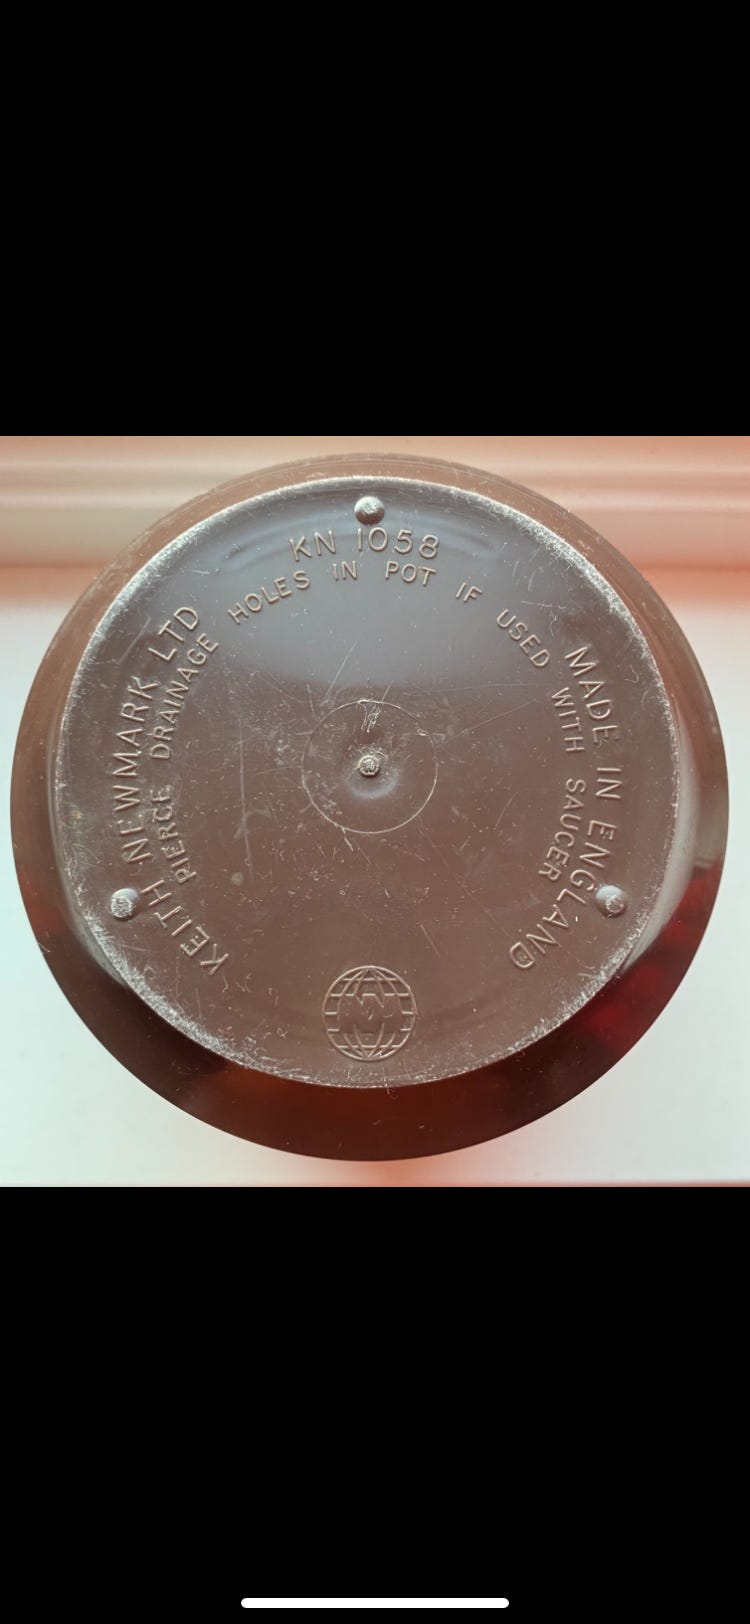 KN 1058
KEITH NEWMARK LTD
MADE IN ENGLAND
PIERCE DRAINAGE HOLES IN POT IF USED WITH SAUCER